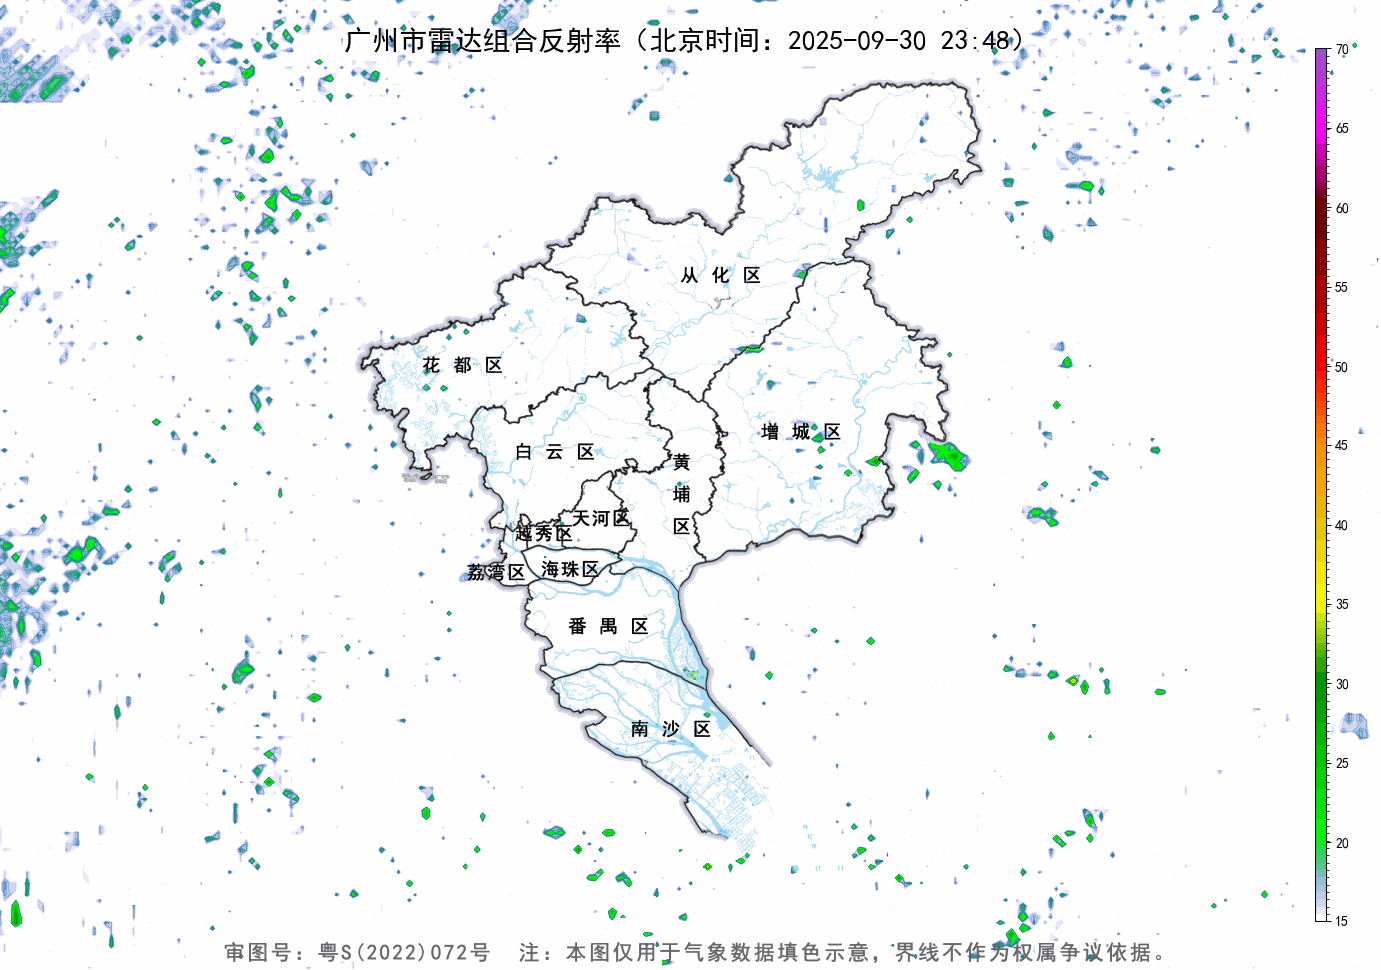 广州市雷达组合反射率（北京时间：2025-09-30 23:48）
70
65
60
55
50
45
40
35
30
25
20
15
从化区
花都区
增城区
白云区
黄埔区
天河区
越秀区
荔湾区
海珠区
番禺区
南沙区
审图号：粤S(2022)072号 注：本图仅用于气象数据填色示意，界线不作为权属争议依据。